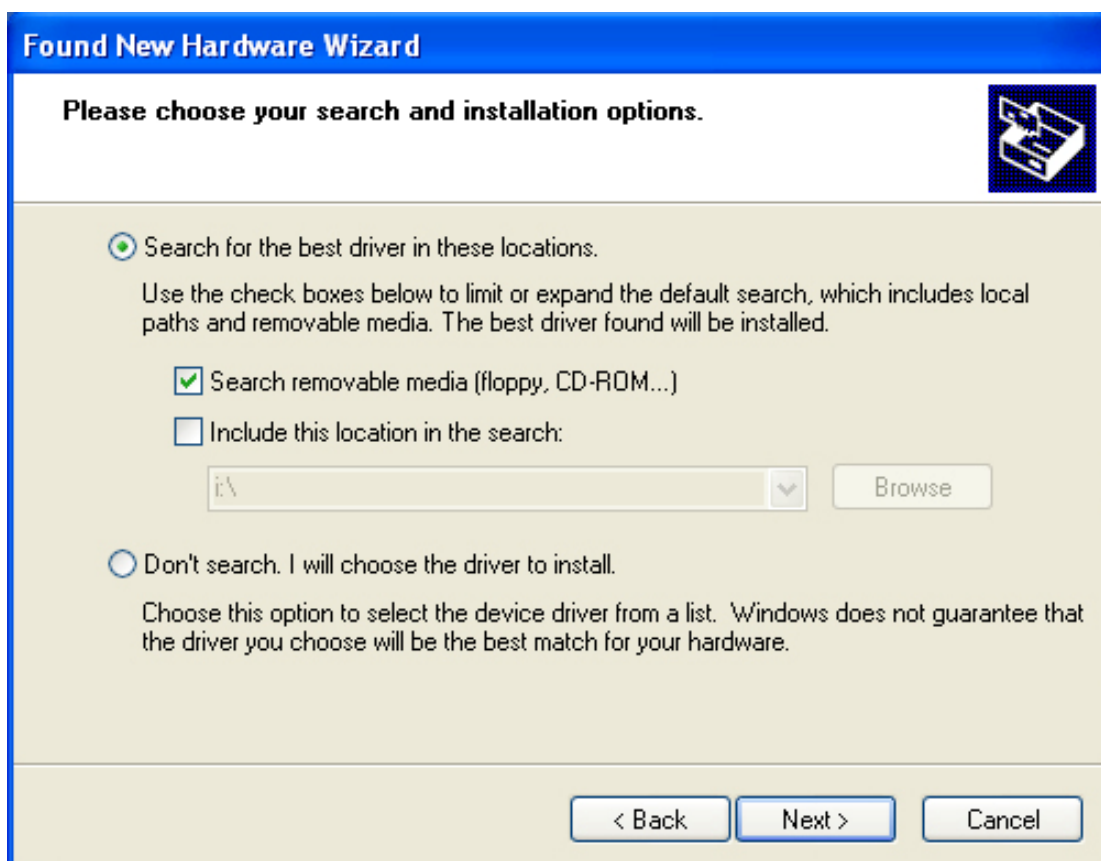 Found New Hardware Wizard
Please choose your search and installation options.
Search for the best driver in these locations.
Use the check boxes below to limit or expand the default search, which includes local
paths and removable media. The best driver found will be installed.
Search removable media (floppy, CD-ROM...)
Include this location in the search:
i:\
Browse
Don't search. I will choose the driver to install.
Choose this option to select the device driver from a list.  Windows does not guarantee that
the driver you choose will be the best match for your hardware.
< Back
Next >
Cancel